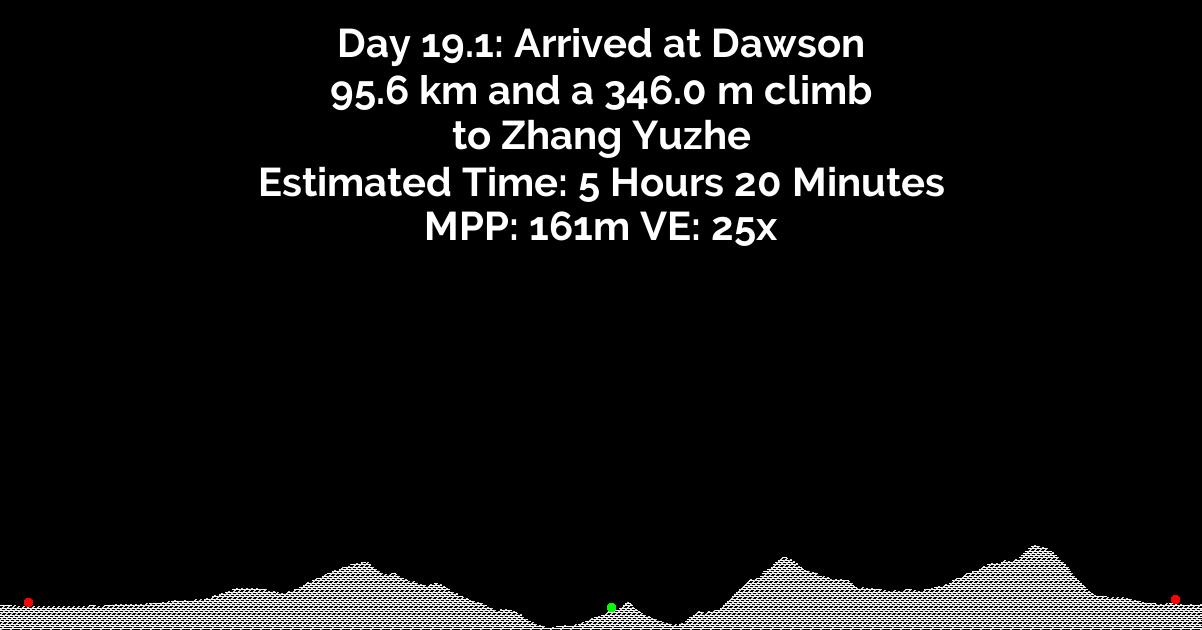 Day 19.1: Arrived at Dawson
95.6 km and a 346.0 m climb
to Zhang Yuzhe
Estimated Time: 5 Hours 20 Minutes
MPP: 161m VE: 25x